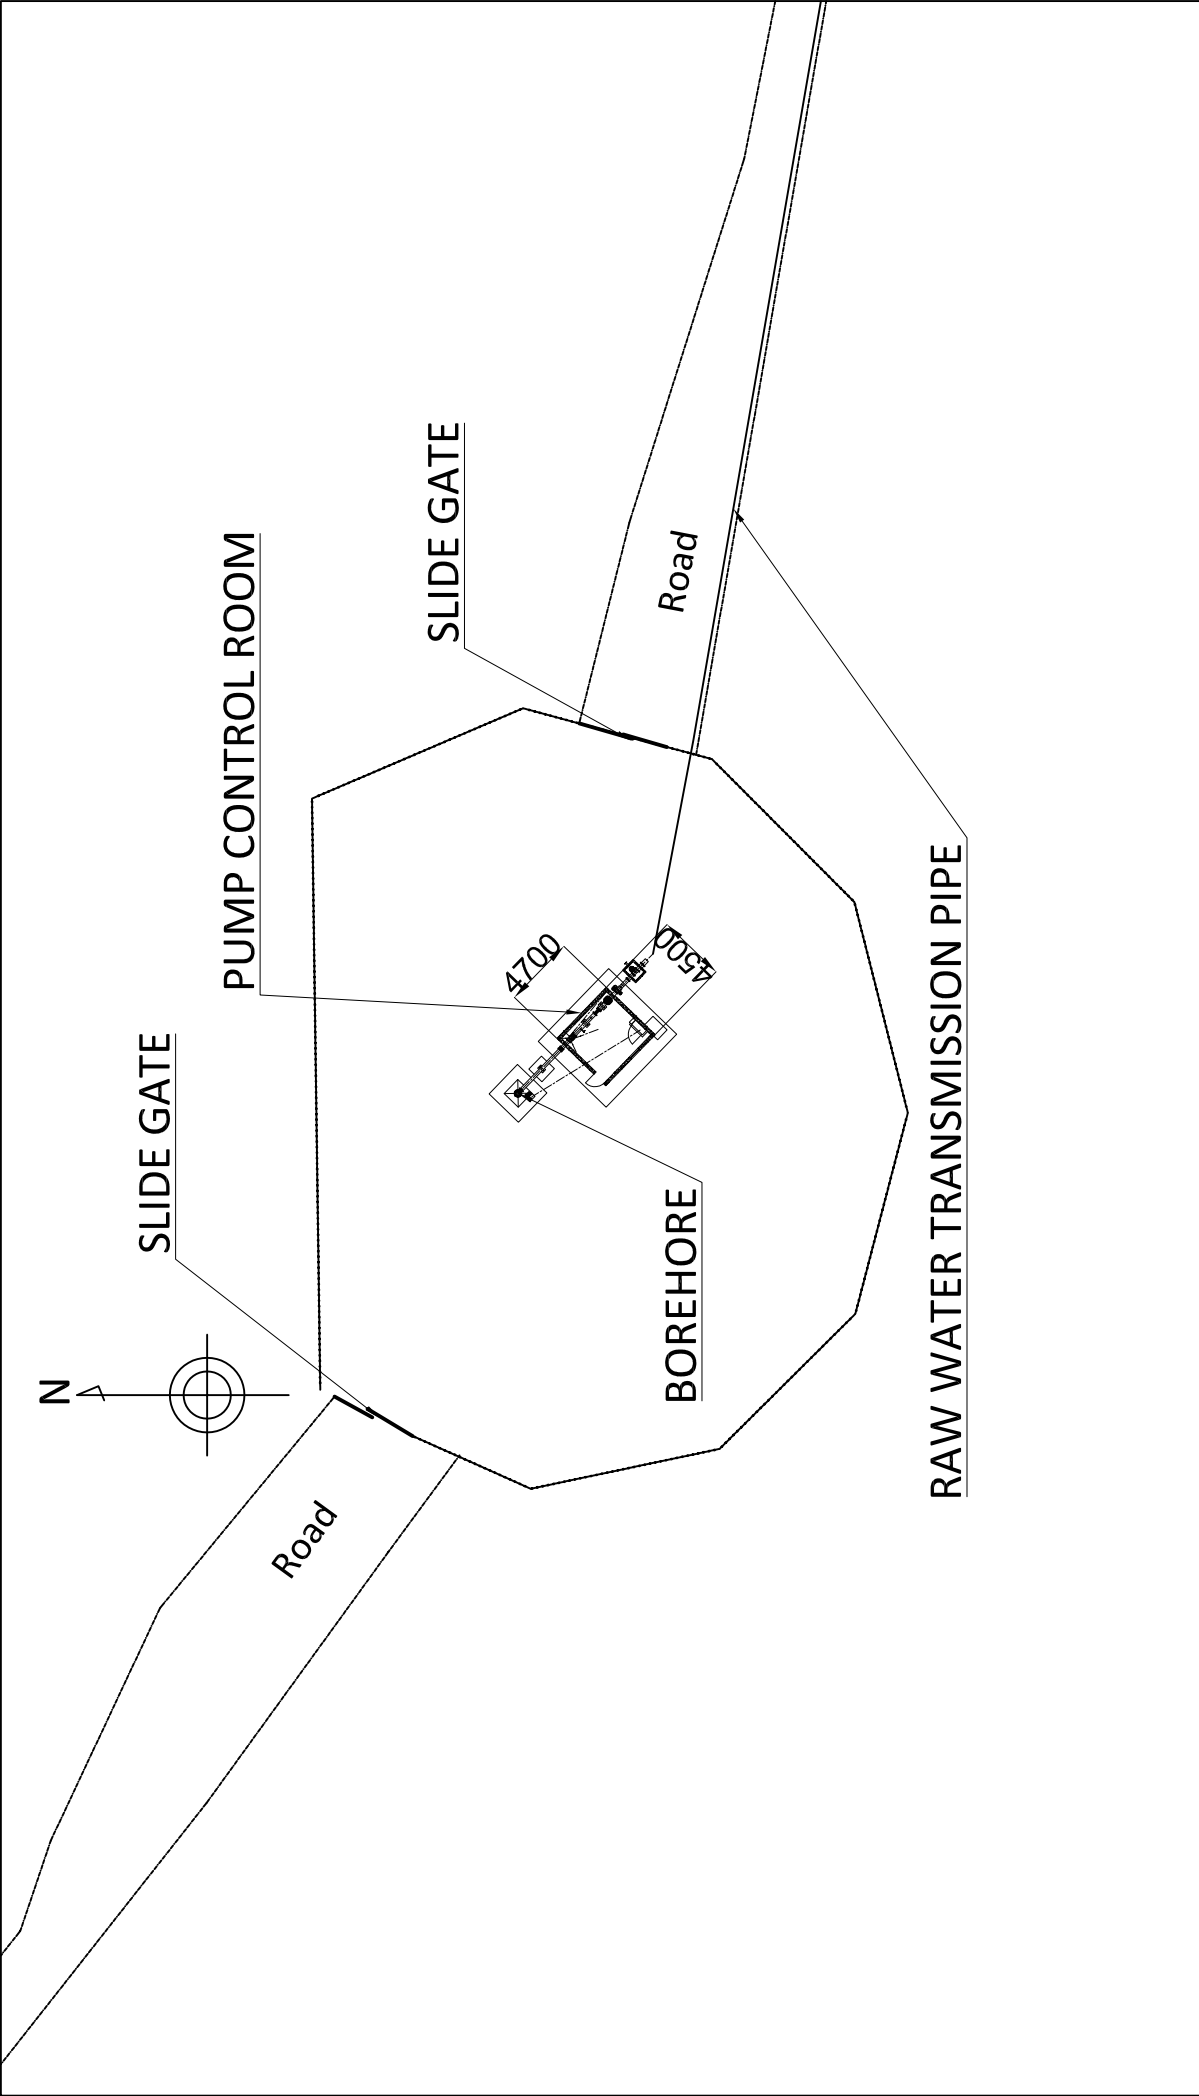 N
SLIDE GATE
PUMP CONTROL ROOM
SLIDE GATE
Road
Road
4700
4500
BOREHORE
RAW WATER TRANSMISSION PIPE